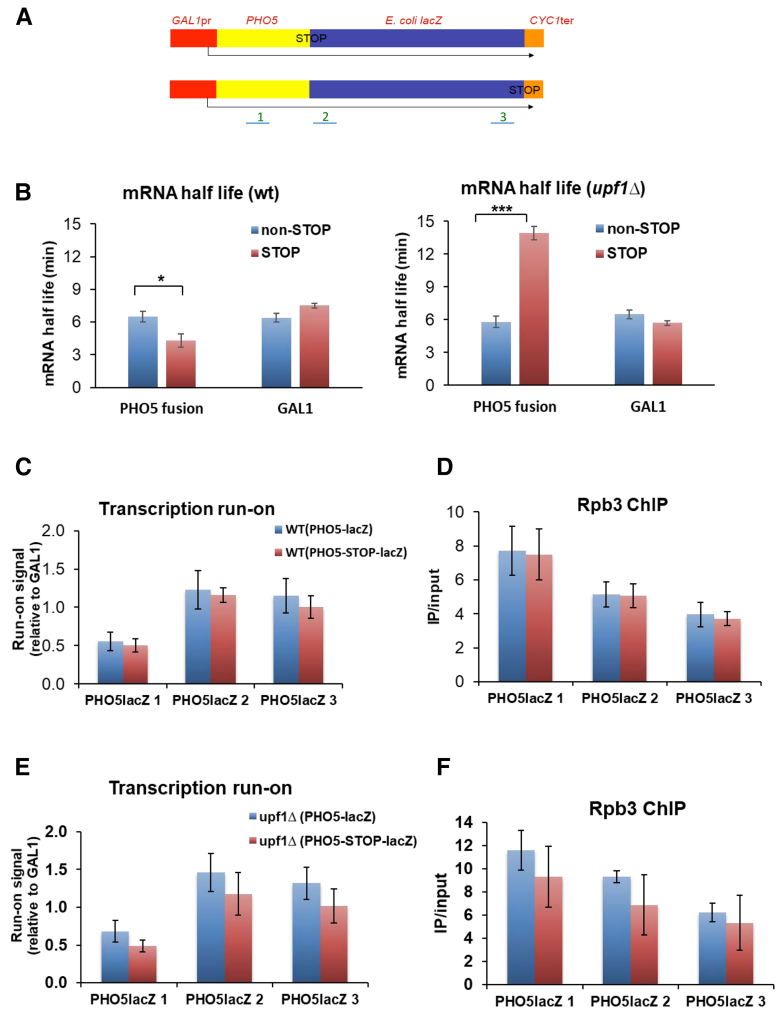 A
GAL1pr PHO5 E. coli lacZ CYC1ter
STOP
STOP
1 2 3
B
mRNA half life (wt)
mRNA half life (min)
15
12
9
6
3
0
non-STOP
STOP
*
PHO5 fusion GAL1
mRNA half life (upf1Δ)
mRNA half life (min)
15
12
9
6
3
0
***
non-STOP
STOP
PHO5 fusion GAL1
C
Transcription run-on
Run-on signal
(relative to GAL1)
2.0
1.5
1.0
0.5
0.0
WT(PHO5-lacZ)
WT(PHO5-STOP-lacZ)
PHO5lacZ 1 PHO5lacZ 2 PHO5lacZ 3
D
Rpb3 ChIP
IP/input
10
8
6
4
2
0
PHO5lacZ 1 PHO5lacZ 2 PHO5lacZ 3
E
Transcription run-on
Run-on signal
(relative to GAL1)
2.0
1.5
1.0
0.5
0.0
upf1Δ (PHO5-lacZ)
upf1Δ (PHO5-STOP-lacZ)
PHO5lacZ 1 PHO5lacZ 2 PHO5lacZ 3
F
Rpb3 ChIP
IP/input
14
12
10
8
6
4
2
0
PHO5lacZ 1 PHO5lacZ 2 PHO5lacZ 3